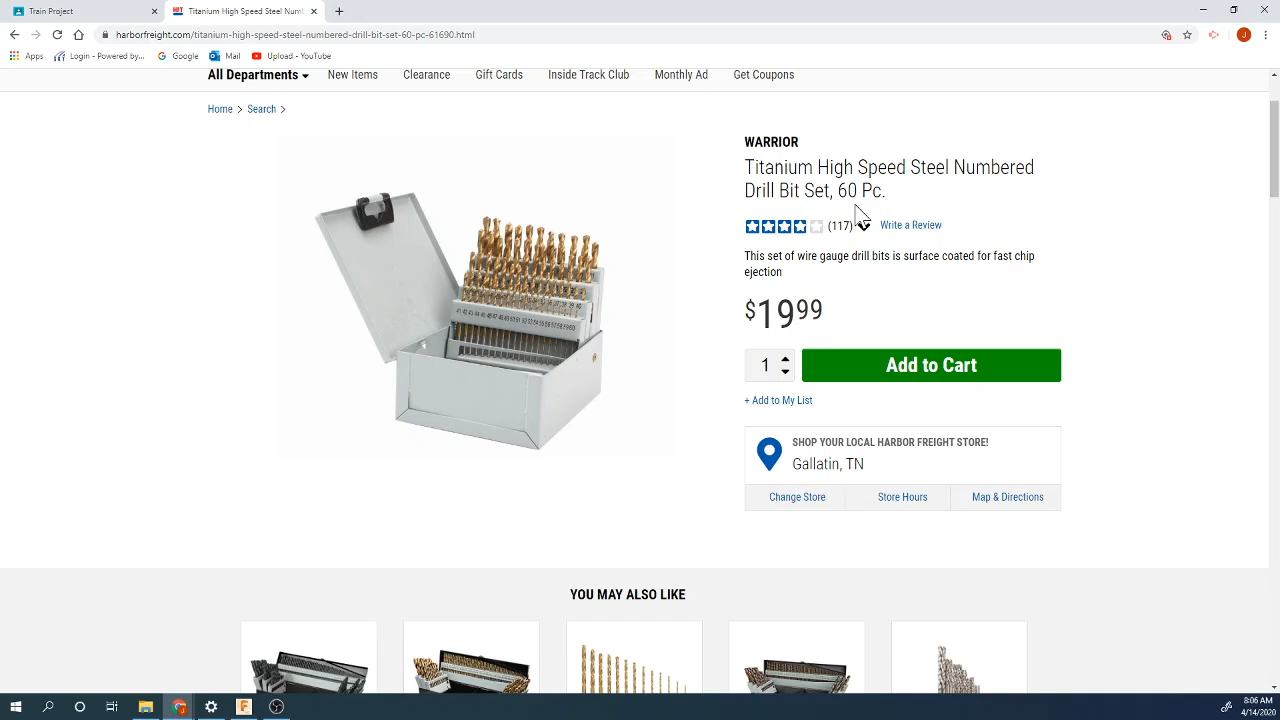 Train Project
Titanium High Speed Steel Numb
harborfreight.com/titanium-high-speed-steel-numbered-drill-bit-set-60-pc-61690.html
J
Apps
Login - Powered by...
Google
Mail
Upload - YouTube
All Departments
New Items
Clearance
Gift Cards
Inside Track Club
Monthly Ad
Get Coupons
Home > Search >
WARRIOR
Titanium High Speed Steel Numbered
Drill Bit Set, 60 Pc.
(117)
Write a Review
This set of wire gauge drill bits is surface coated for fast chip
ejection
$19.99
1
Add to Cart
+ Add to My List
SHOP YOUR LOCAL HARBOR FREIGHT STORE!
Gallatin, TN
Change Store
Store Hours
Map & Directions
YOU MAY ALSO LIKE
8:06 AM
4/14/2020